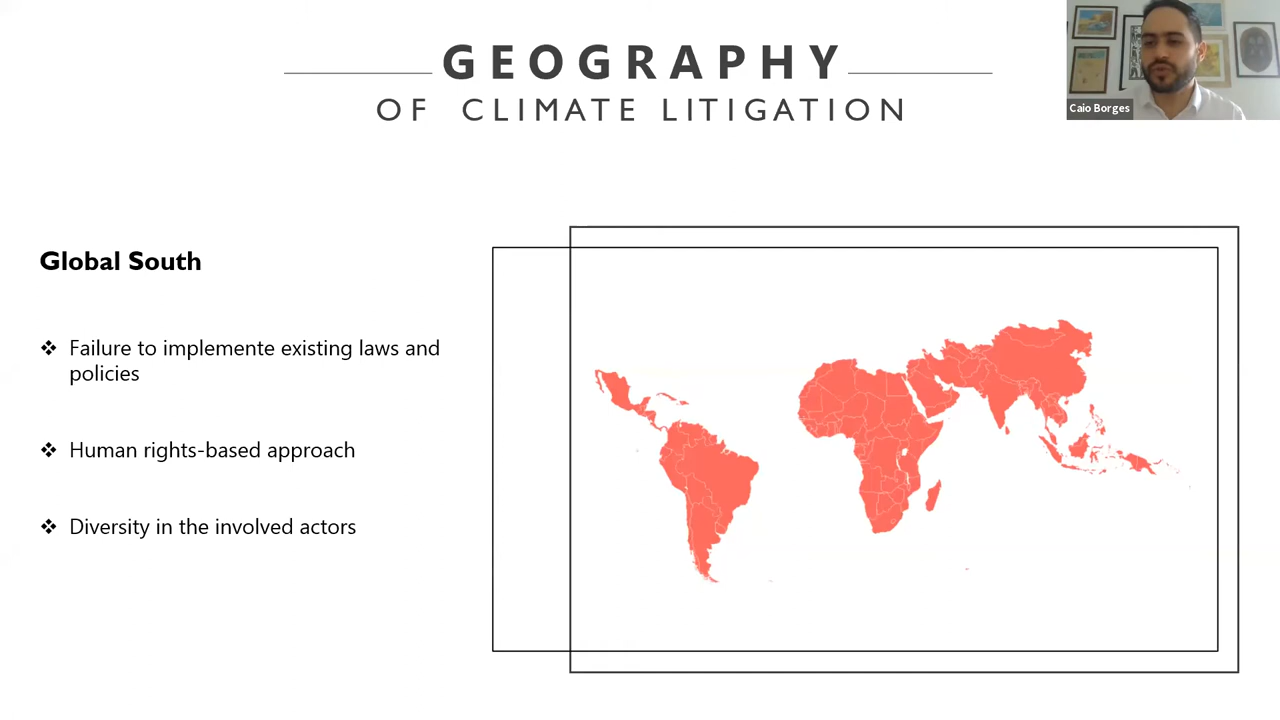 GEOGRAPHY
OF CLIMATE LITIGATION
Caio Borges
Global South
❖ Failure to implemente existing laws and
policies
❖ Human rights-based approach
❖ Diversity in the involved actors